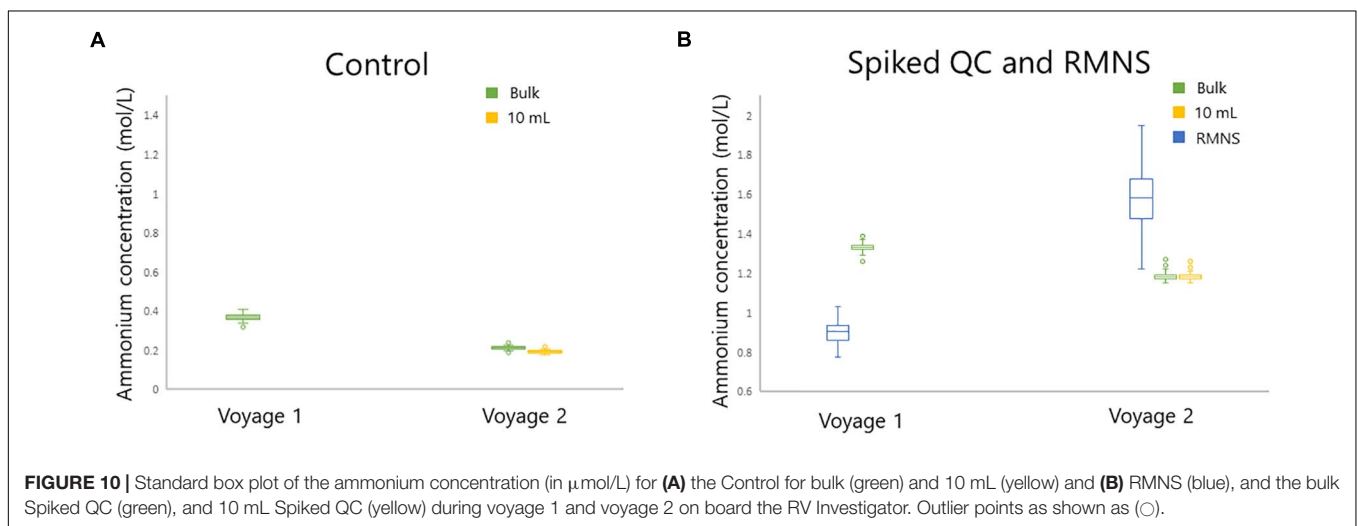 A
Control
Bulk
10 mL
Ammonium concentration (mol/L)
1.4
1.2
1
0.8
0.6
0.4
0.2
0
Voyage 1
Voyage 2
B
Spiked QC and RMNS
Bulk
10 mL
RMNS
Ammonium concentration (mol/L)
2
1.8
1.6
1.4
1.2
1
0.8
0.6
Voyage 1
Voyage 2
FIGURE 10 | Standard box plot of the ammonium concentration (in μmol/L) for (A) the Control for bulk (green) and 10 mL (yellow) and (B) RMNS (blue), and the bulk
Spiked QC (green), and 10 mL Spiked QC (yellow) during voyage 1 and voyage 2 on board the RV Investigator. Outlier points as shown as (○).